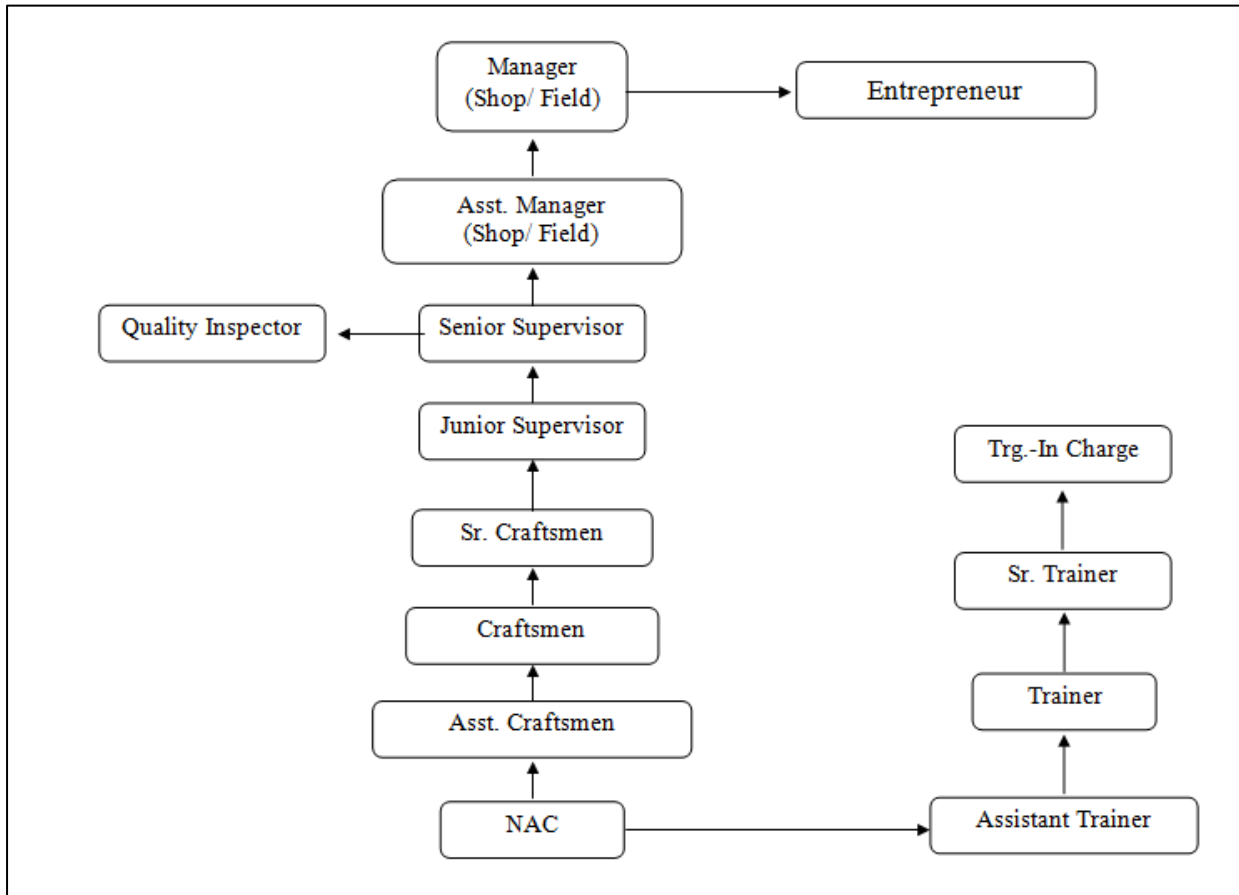 Manager
(Shop/ Field)
Entrepreneur
Asst. Manager
(Shop/ Field)
Quality Inspector
Senior Supervisor
Junior Supervisor
Trg.-In Charge
Sr. Craftsmen
Sr. Trainer
Craftsmen
Trainer
Asst. Craftsmen
NAC
Assistant Trainer